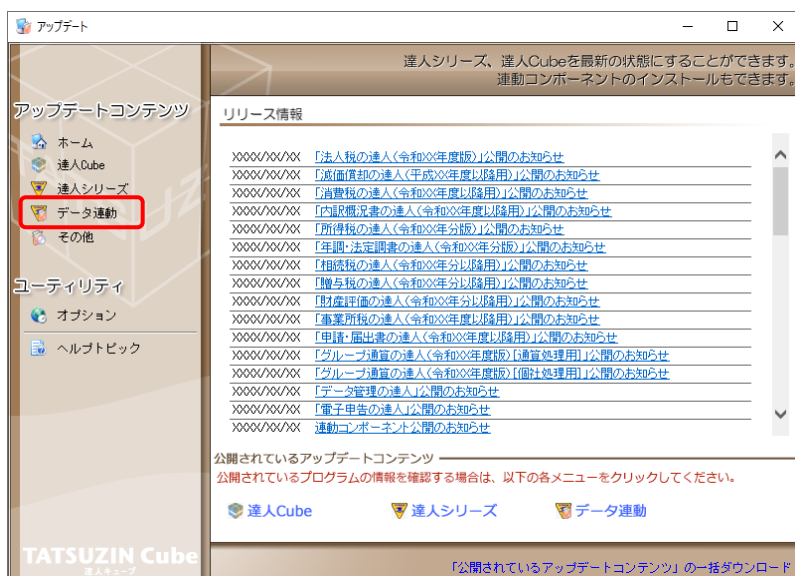 アップデート
達人シリーズ、達人Cubeを最新の状態にすることができます。
連動コンポーネントのインストールもできます。
アップデートコンテンツ
ホーム
達人Cube
達人シリーズ
データ連動
その他
ユーティリティ
オプション
ヘルプトピック
リリース情報
XXXX/XX/XX 「法人税の達人(令和XX年度版)」公開のお知らせ
XXXX/XX/XX 「減価償却の達人(平成XX年度以降用)」公開のお知らせ
XXXX/XX/XX 「消費税の達人(令和XX年度以降用)」公開のお知らせ
XXXX/XX/XX 「内訳概況書の達人(令和XX年度以降用)」公開のお知らせ
XXXX/XX/XX 「所得税の達人(令和XX年分版)」公開のお知らせ
XXXX/XX/XX 「年調・法定調書の達人(令和XX年分版)」公開のお知らせ
XXXX/XX/XX 「相続税の達人(令和XX年分以降用)」公開のお知らせ
XXXX/XX/XX 「贈与税の達人(令和XX年分以降用)」公開のお知らせ
XXXX/XX/XX 「財産評価の達人(令和XX年分以降用)」公開のお知らせ
XXXX/XX/XX 「事業所税の達人(令和XX年度以降用)」公開のお知らせ
XXXX/XX/XX 「申請・届出書の達人(令和XX年度以降用)」公開のお知らせ
XXXX/XX/XX 「グループ通算の達人(令和XX年度版)[通算処理用]」公開のお知らせ
XXXX/XX/XX 「グループ通算の達人(令和XX年度版)[個社処理用]」公開のお知らせ
XXXX/XX/XX 「データ管理の達人」公開のお知らせ
XXXX/XX/XX 「電子申告の達人」公開のお知らせ
XXXX/XX/XX 連動コンポーネント公開のお知らせ
公開されているアップデートコンテンツ
公開されているプログラムの情報を確認する場合は、以下の各メニューをクリックしてください。
達人Cube 達人シリーズ データ連動
TATSUZIN Cube
達人キューブ
「公開されているアップデートコンテンツ」の一括ダウンロード